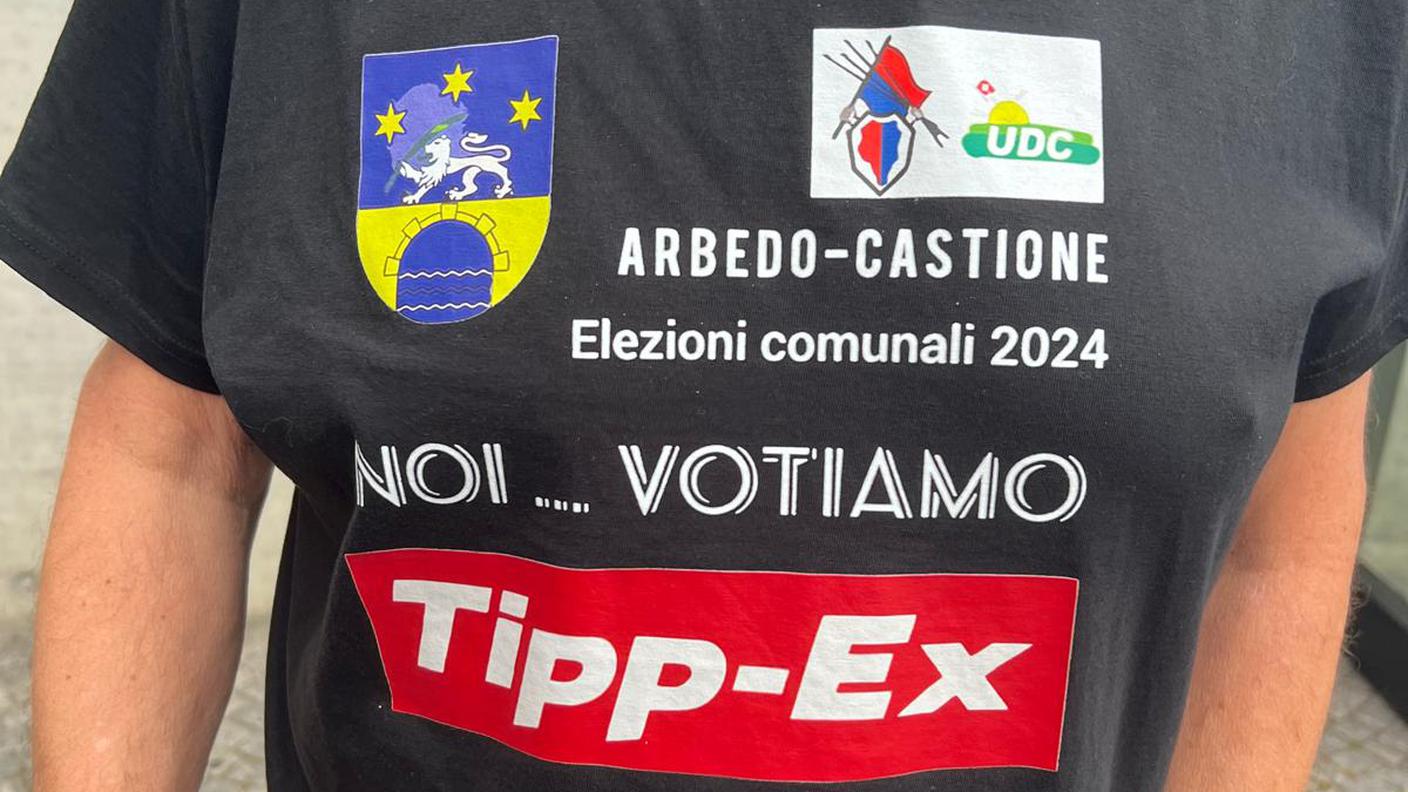 UDC
ARBEDO-CASTIONE
Elezioni comunali 2024
NOI .... VOTIAMO
Tipp-Ex